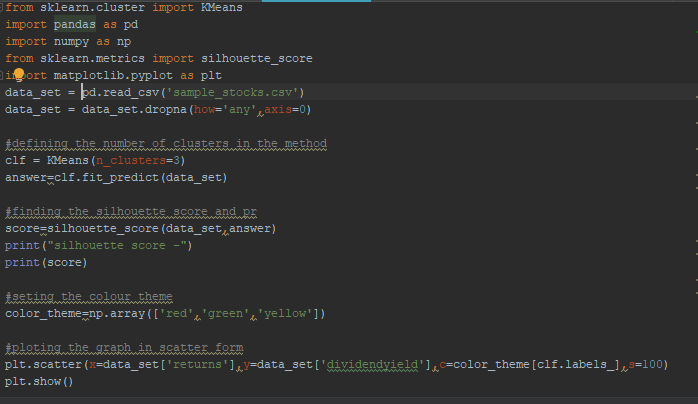 from sklearn.cluster import KMeans
import pandas as pd
import numpy as np
from sklearn.metrics import silhouette_score
import matplotlib.pyplot as plt
data_set = pd.read_csv('sample_stocks.csv')
data_set = data_set.dropna(how='any',axis=0)
#defining the number of clusters in the method
clf = KMeans(n_clusters=3)
answer=clf.fit_predict(data_set)
#finding the silhouette score and pr
score=silhouette_score(data_set,answer)
print("silhouette score -")
print(score)
#seting the colour theme
color_theme=np.array(['red','green','yellow'])
#ploting the graph in scatter form
plt.scatter(x=data_set['returns'],y=data_set['dividendyield'],c=color_theme[clf.labels_],s=100)
plt.show()